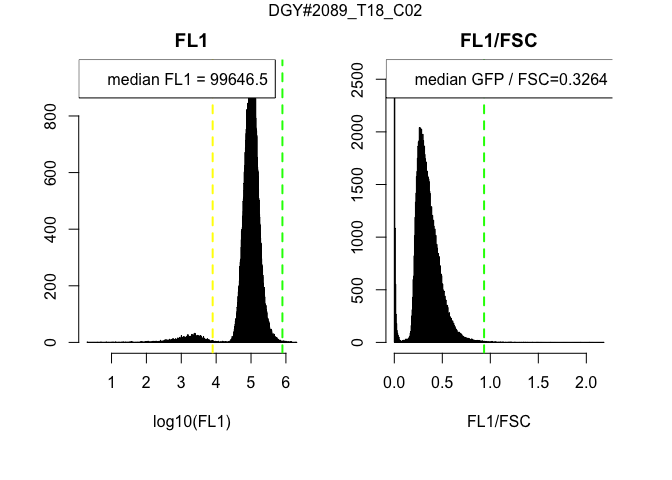 DGY#2089_T18_C02
FL1
median FL1 = 99646.5
0 200 400 600 800
1 2 3 4 5 6
log10(FL1)
FL1/FSC
median GFP / FSC=0.3264
0 500 1000 1500 2000 2500
0.0 0.5 1.0 1.5 2.0
FL1/FSC